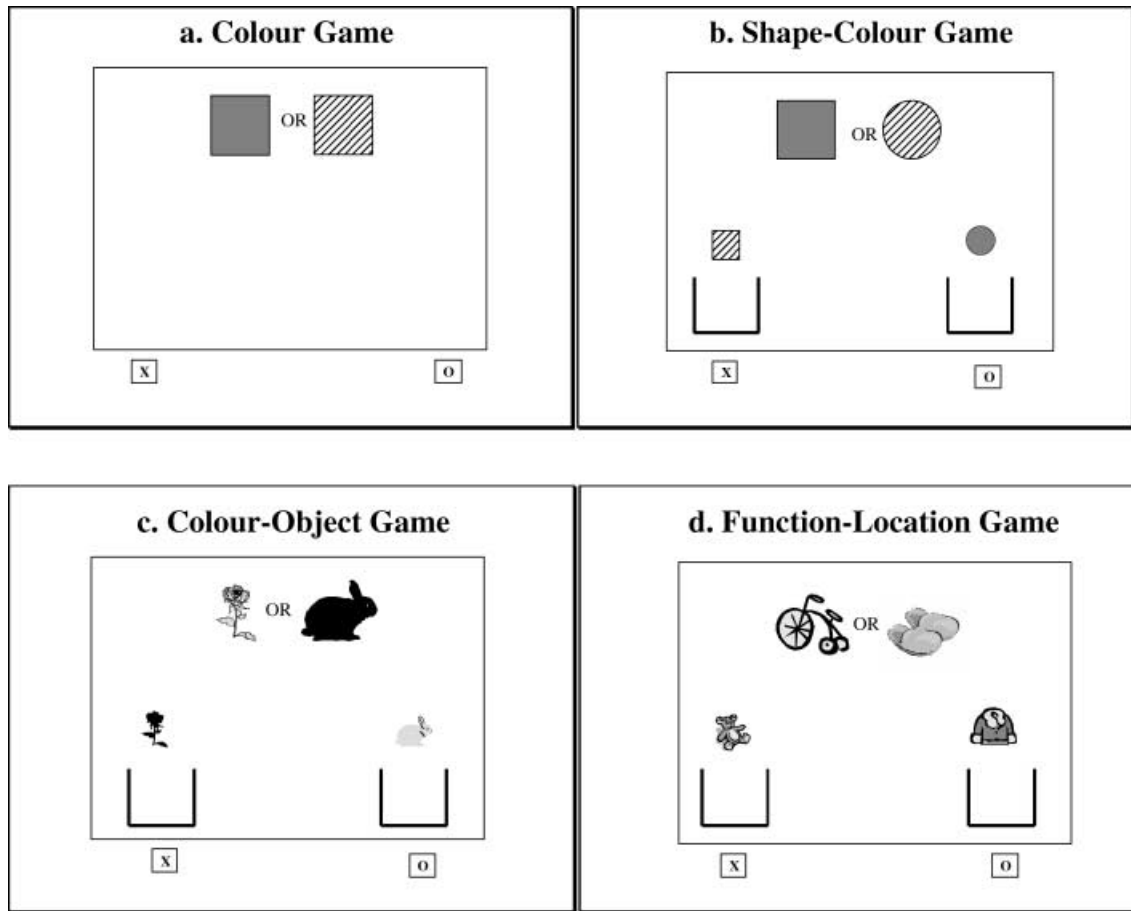 a. Colour Game
OR
X
O
b. Shape-Colour Game
OR
X
O
c. Colour-Object Game
OR
X
O
d. Function-Location Game
OR
X
O